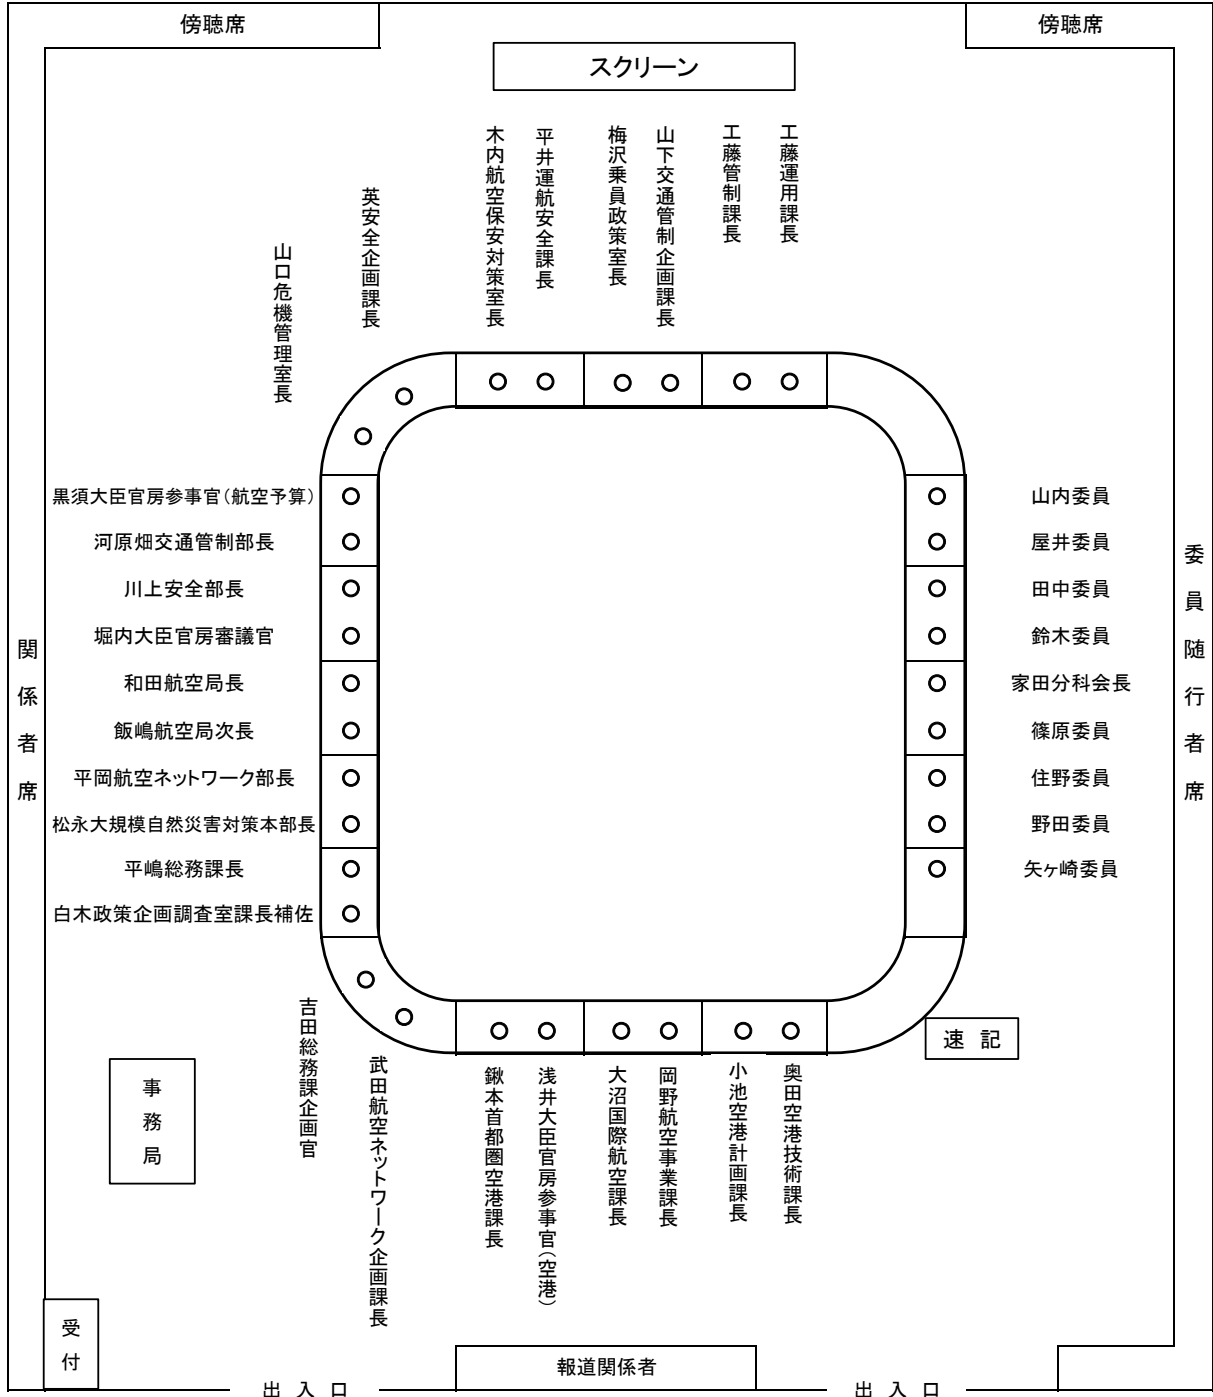 傍聴席
傍聴席
スクリーン
山口危機管理室長
英安全企画課長
木内航空保安対策室長
平井運航安全課長
梅沢乗員政策室長
山下交通管制企画課長
工藤管制課長
工藤運用課長
黒須大臣官房参事官(航空予算)
河原畑交通管制部長
川上安全部長
堀内大臣官房審議官
和田航空局長
飯嶋航空局次長
平岡航空ネットワーク部長
松永大規模自然災害対策本部長
平嶋総務課長
白木政策企画調査室課長補佐
山内委員
屋井委員
田中委員
鈴木委員
家田分科会長
篠原委員
住野委員
野田委員
矢ヶ崎委員
関係者席
委員随行者席
吉田総務課企画官
武田航空ネットワーク企画課長
鍬本首都圏空港課長
浅井大臣官房参事官(空港)
大沼国際航空課長
岡野航空事業課長
小池空港計画課長
奥田空港技術課長
速 記
事務局
受付
報道関係者
出 入 口
出 入 口